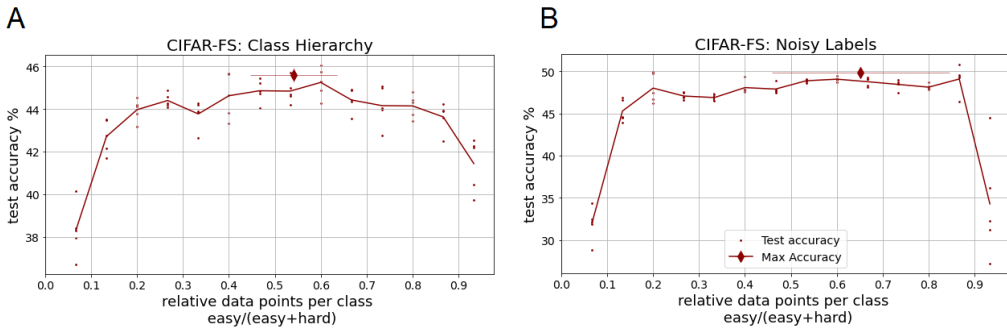 A
CIFAR-FS: Class Hierarchy
test accuracy %
46
44
42
40
38
0.0 0.1 0.2 0.3 0.4 0.5 0.6 0.7 0.8 0.9
relative data points per class
easy/(easy+hard)
B
CIFAR-FS: Noisy Labels
test accuracy %
50
45
40
35
30
Test accuracy
Max Accuracy
0.0 0.1 0.2 0.3 0.4 0.5 0.6 0.7 0.8 0.9
relative data points per class
easy/(easy+hard)